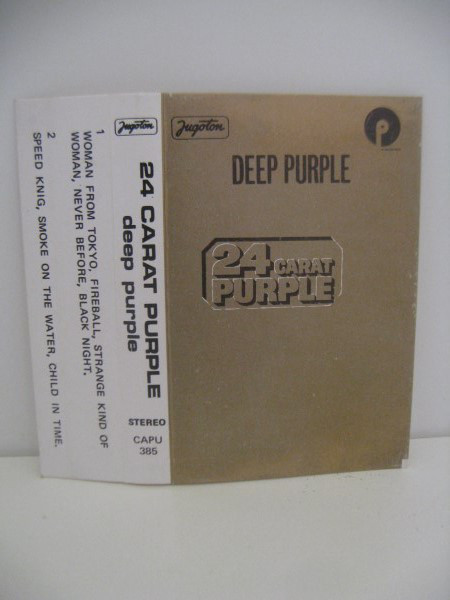 1
WOMAN FROM TOKYO, FIREBALL, STRANGE KIND OF
WOMAN, NEVER BEFORE, BLACK NIGHT.
2
SPEED KNIG, SMOKE ON THE WATER, CHILD IN TIME.
Jugoton
24 CARAT PURPLE
deep purple
STEREO
CAPU
385
Jugoton
P
DEEP PURPLE
24 CARAT
PURPLE